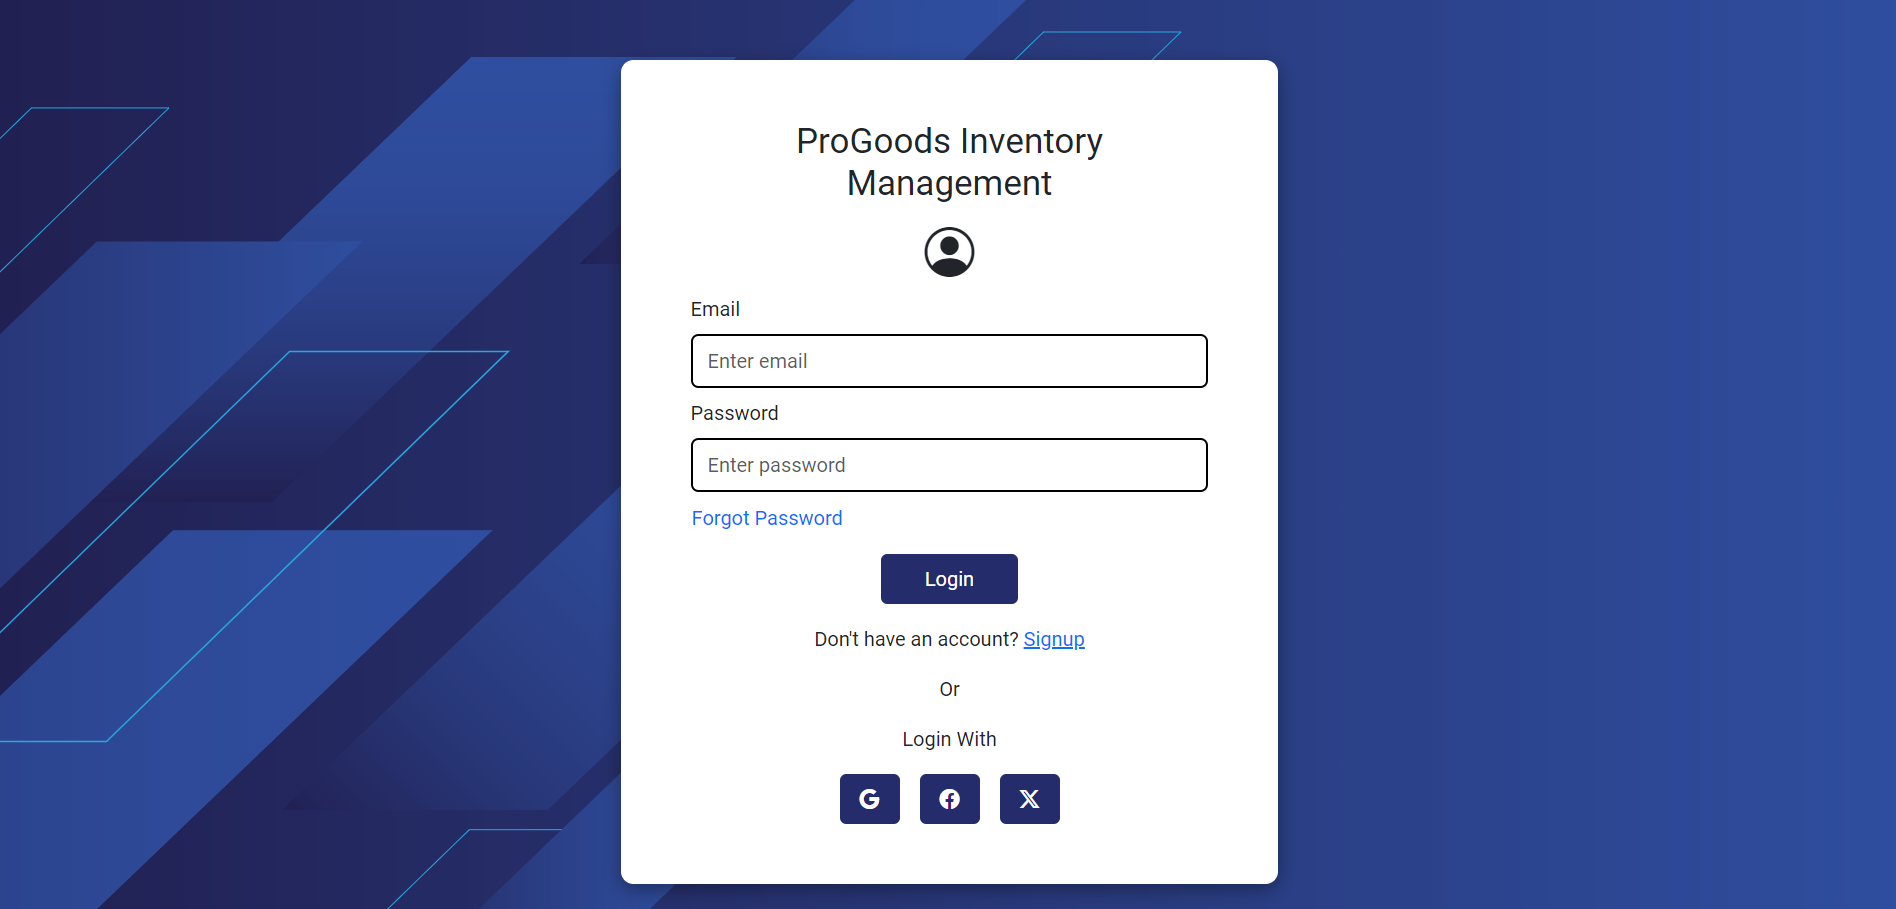 ProGoods Inventory
Management
Email
Enter email
Password
Enter password
Forgot Password
Login
Don't have an account? Signup
Or
Login With